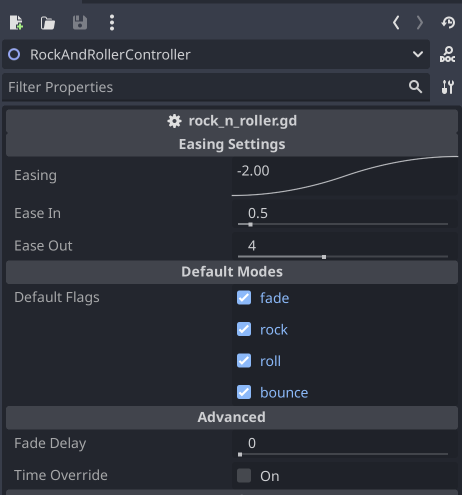 RockAndRollerController
DOC
Filter Properties
rock_n_roller.gd
Easing Settings
Easing -2.00
Ease In 0.5
Ease Out 4
Default Modes
Default Flags fade
rock
roll
bounce
Advanced
Fade Delay 0
Time Override On